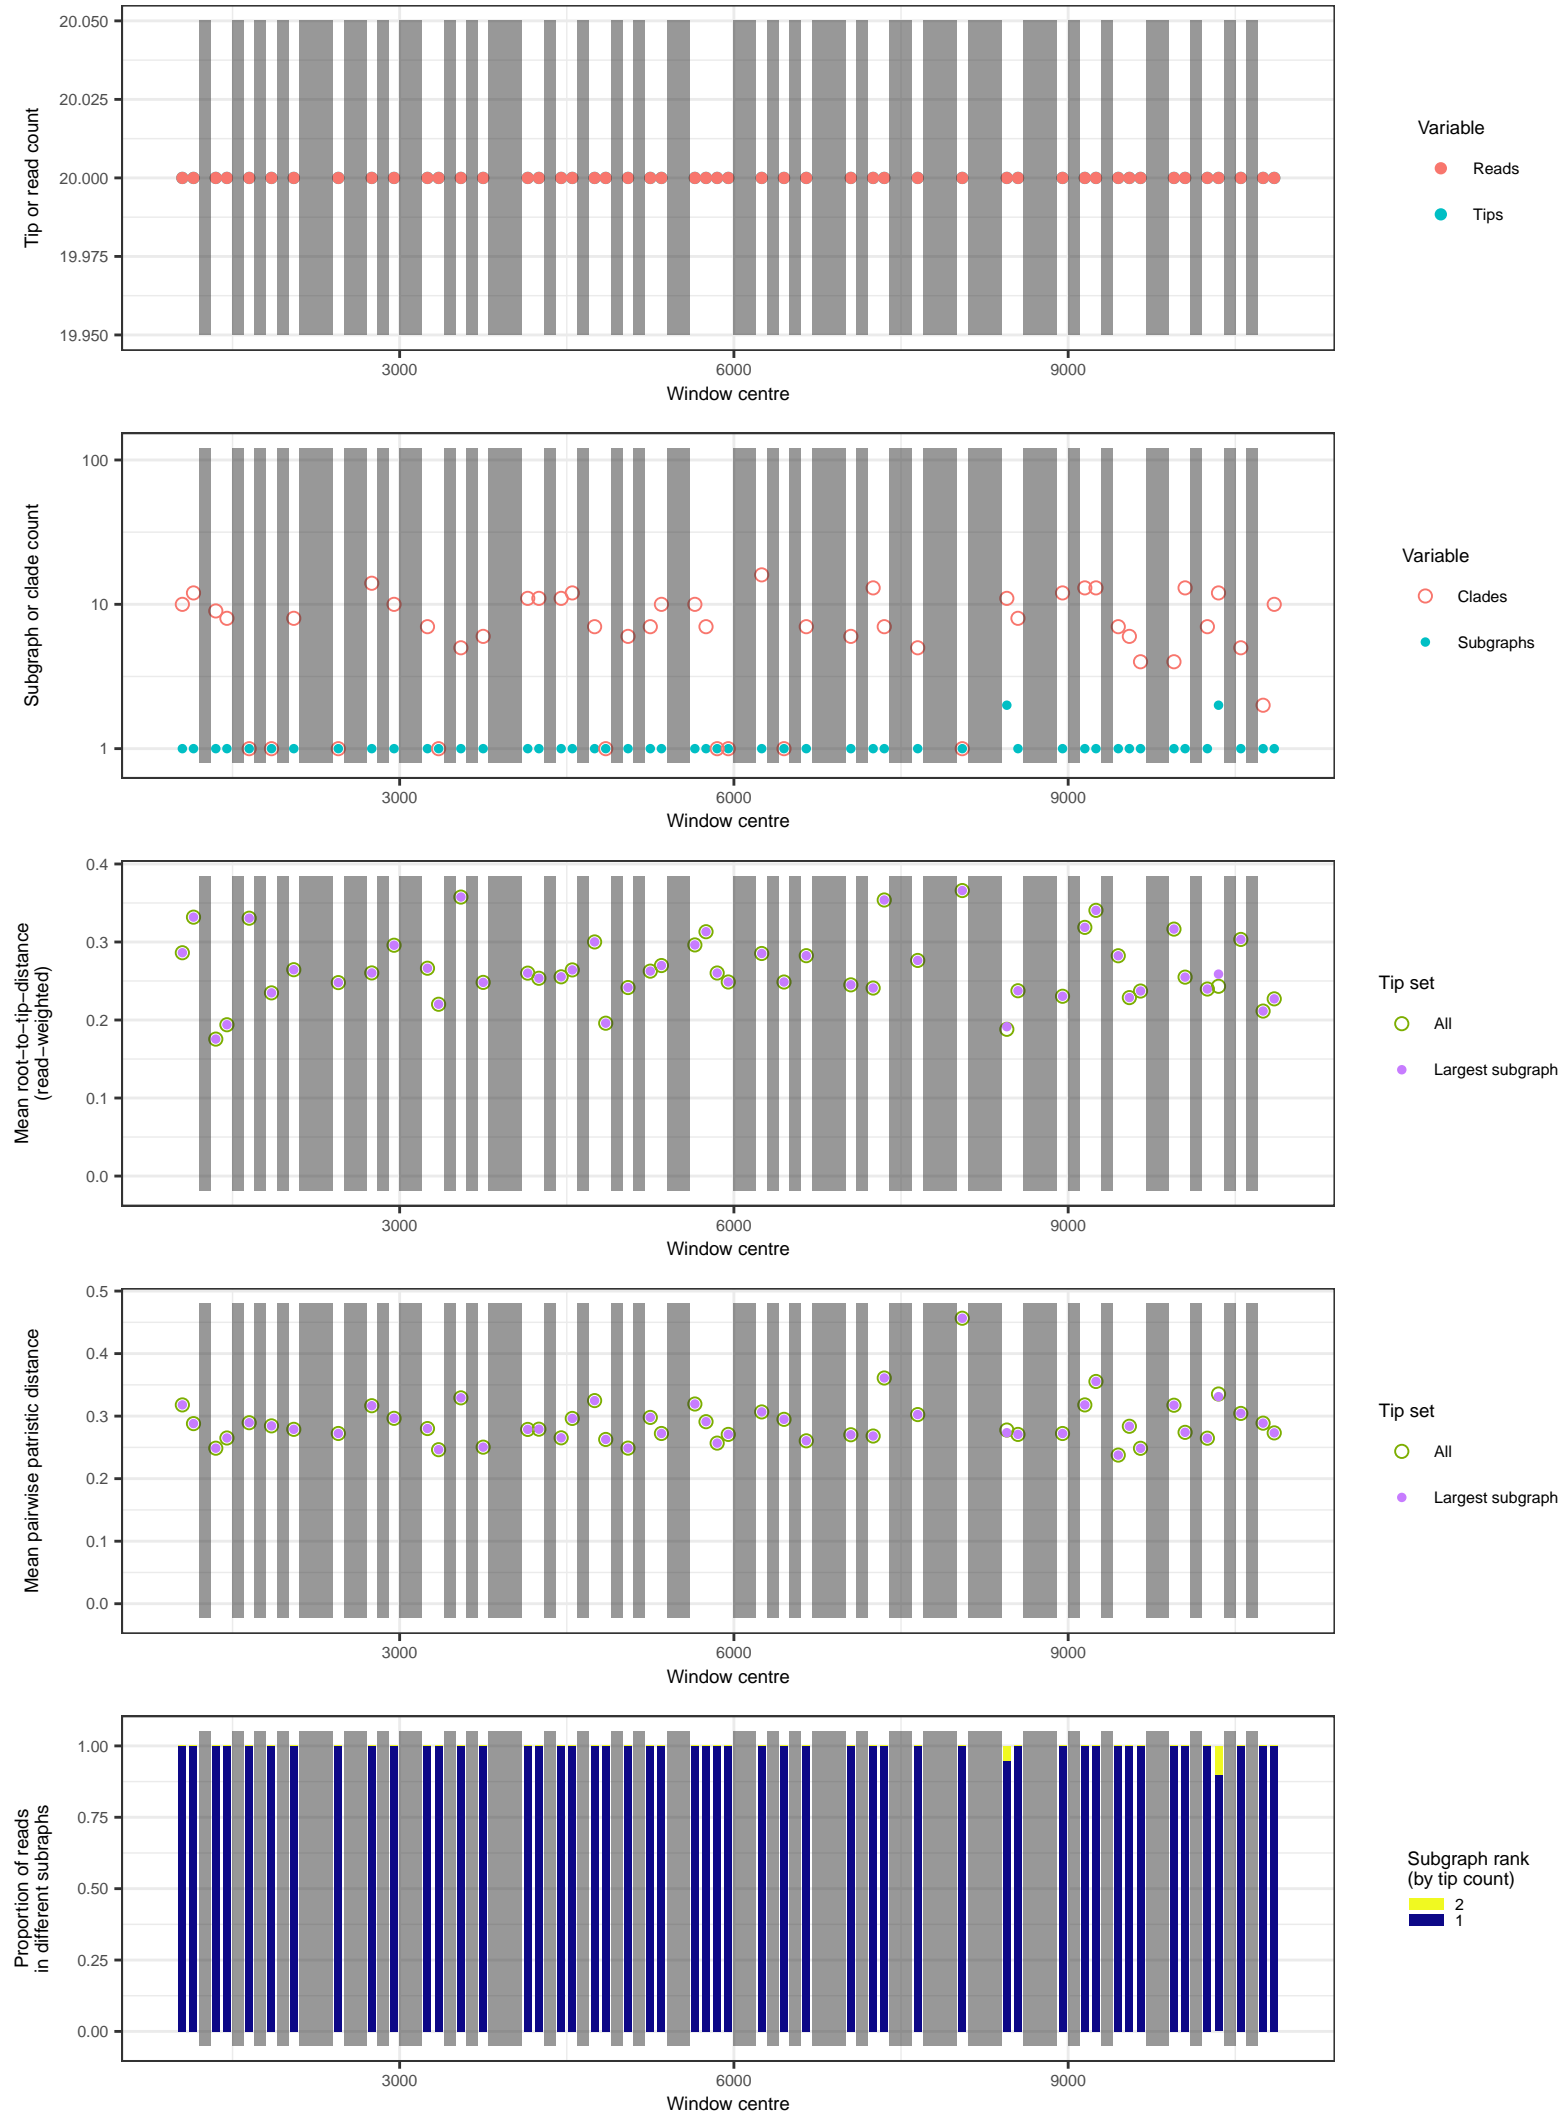 20.050
20.025
20.000
19.975
19.950
Tip or read count
3000
6000
9000
Window centre
Variable
Reads
Tips
100
10
1
Subgraph or clade count
3000
6000
9000
Window centre
Variable
Clades
Subgraphs
0.4
0.3
0.2
0.1
0.0
Mean root−to−tip−distance
(read−weighted)
3000
6000
9000
Window centre
Tip set
All
Largest subgraph
0.5
0.4
0.3
0.2
0.1
0.0
Mean pairwise patristic distance
3000
6000
9000
Window centre
Tip set
All
Largest subgraph
1.00
0.75
0.50
0.25
0.00
Proportion of reads
in different subraphs
3000
6000
9000
Window centre
Subgraph rank
(by tip count)
2
1